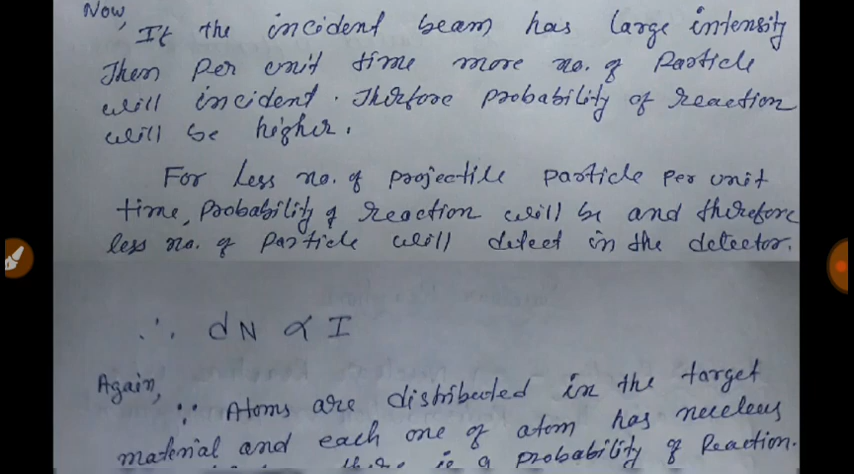 Now,
If the incident beam has large intensity
Then per unit time more no. of particle
will incident. Therefore probability of reaction
will be higher.
For less no. of projectile particle per unit
time, probability of reaction will be and therefore
less no. of particle will detect in the detector.
∴ dN ∝ I
Again,
∵ Atoms are distributed in the target
material and each one of atom has nucleus
is a probability of Reaction.